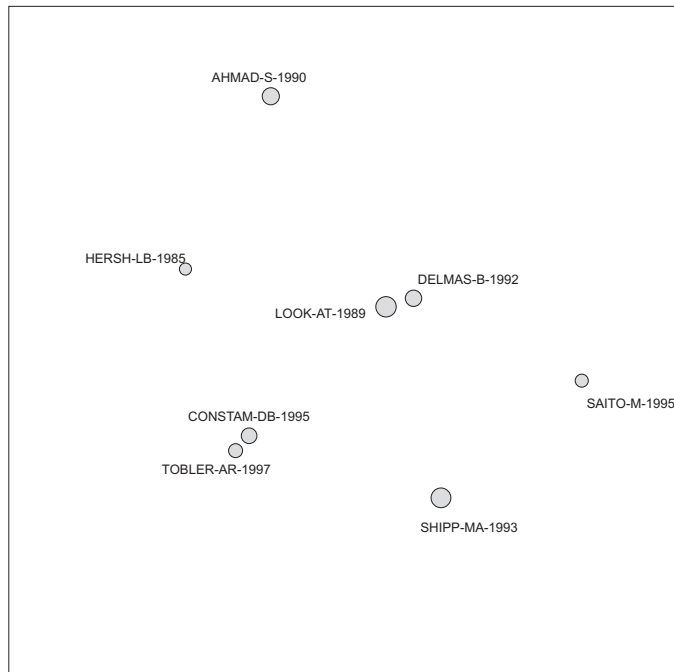 AHMAD-S-1990
HERSH-LB-1985
DELMAS-B-1992
LOOK-AT-1989
SAITO-M-1995
CONSTAM-DB-1995
TOBLER-AR-1997
SHIPP-MA-1993